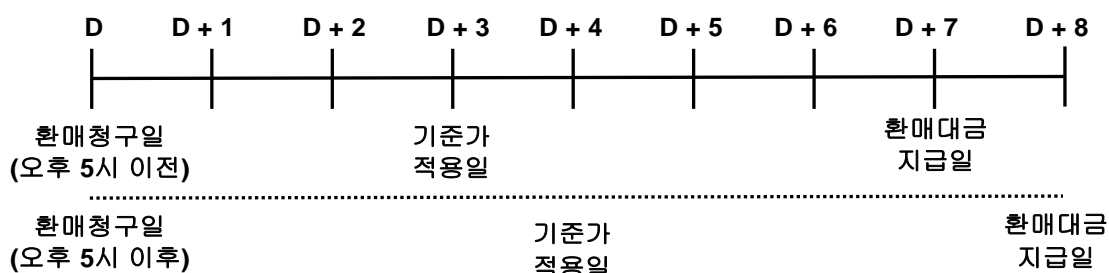 D D + 1 D + 2 D + 3 D + 4 D + 5 D + 6 D + 7 D + 8
환매청구일 기준가 환매대금
(오후 5시 이전) 적용일 지급일
환매청구일 기준가 환매대금
(오후 5시 이후) 적용일 지급일